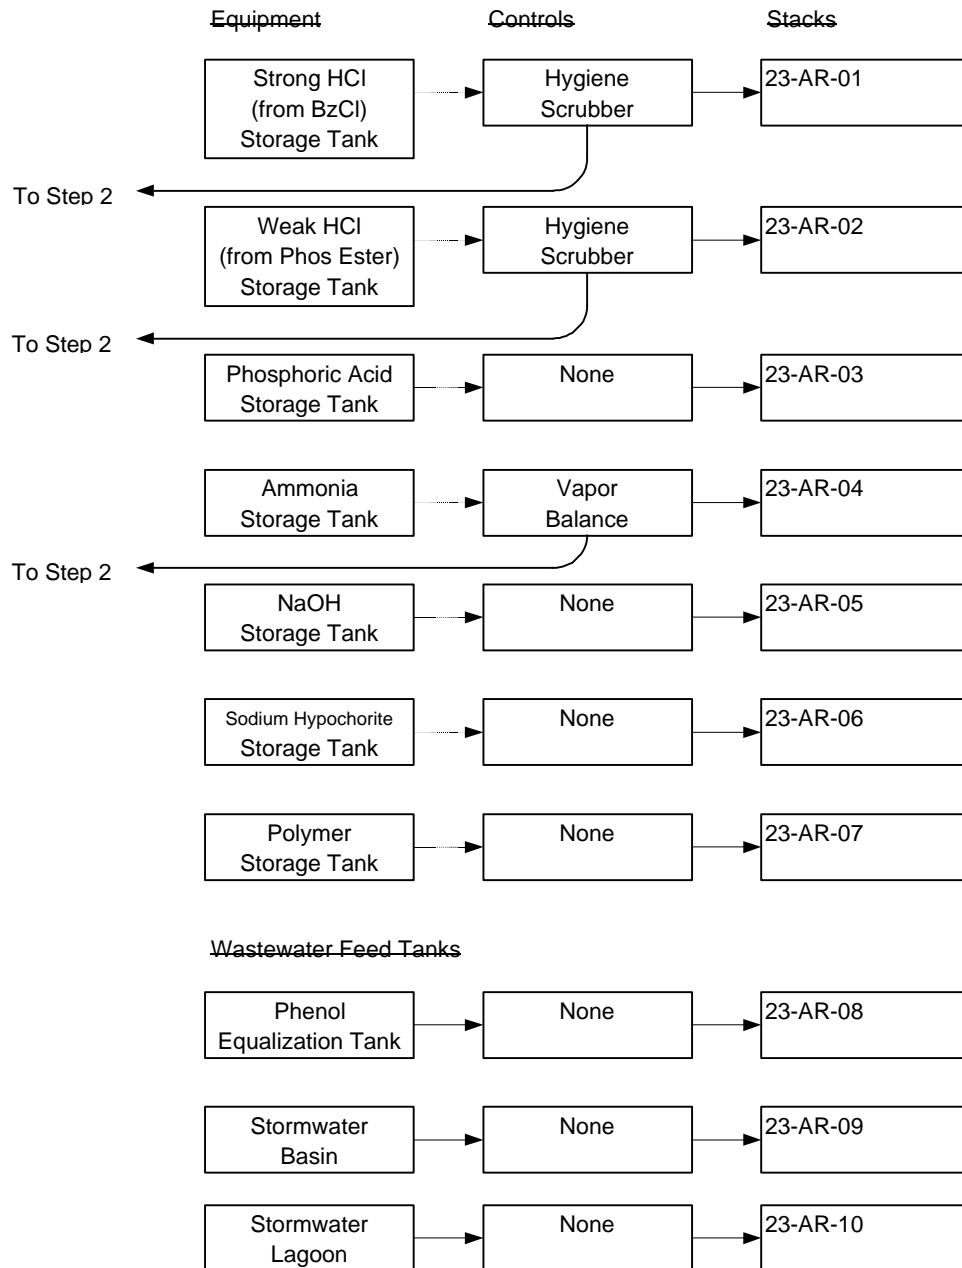 Equipment Controls Stacks
Strong HCl
(from BzCl)
Storage Tank
Hygiene
Scrubber
23-AR-01
To Step 2
Weak HCl
(from Phos Ester)
Storage Tank
Hygiene
Scrubber
23-AR-02
To Step 2
Phosphoric Acid
Storage Tank
None
23-AR-03
Ammonia
Storage Tank
Vapor
Balance
23-AR-04
To Step 2
NaOH
Storage Tank
None
23-AR-05
Sodium Hypochorite
Storage Tank
None
23-AR-06
Polymer
Storage Tank
None
23-AR-07
Wastewater Feed Tanks
Phenol
Equalization Tank
None
23-AR-08
Stormwater
Basin
None
23-AR-09
Stormwater
Lagoon
None
23-AR-10